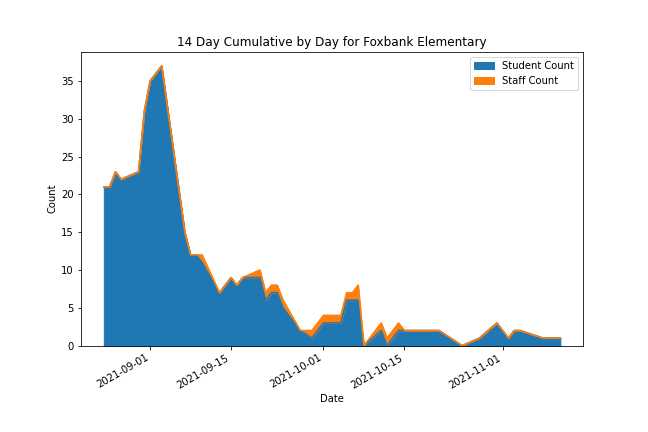 14 Day Cumulative by Day for Foxbank Elementary
Student Count
Staff Count
35
30
25
20
15
10
5
0
Count
2021-09-01
2021-09-15
2021-10-01
2021-10-15
2021-11-01
Date